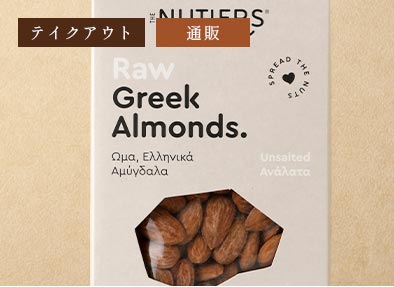 テイクアウト
通販
THE NUTIERS®
Raw
Greek
Almonds.
Ωμα, Ελληνικά
Αμύγδαλα
Unsalted
Ανάλατα
SPREAD THE NUTS